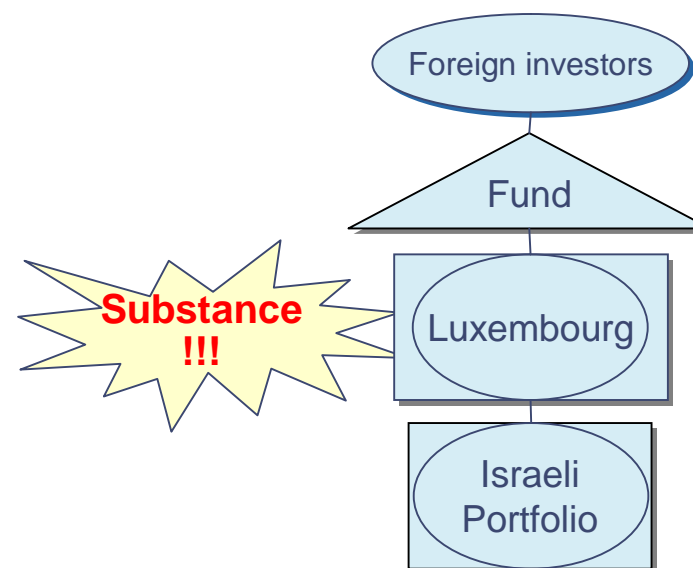 Foreign investors
Fund
Substance
!!!
Luxembourg
Israeli
Portfolio